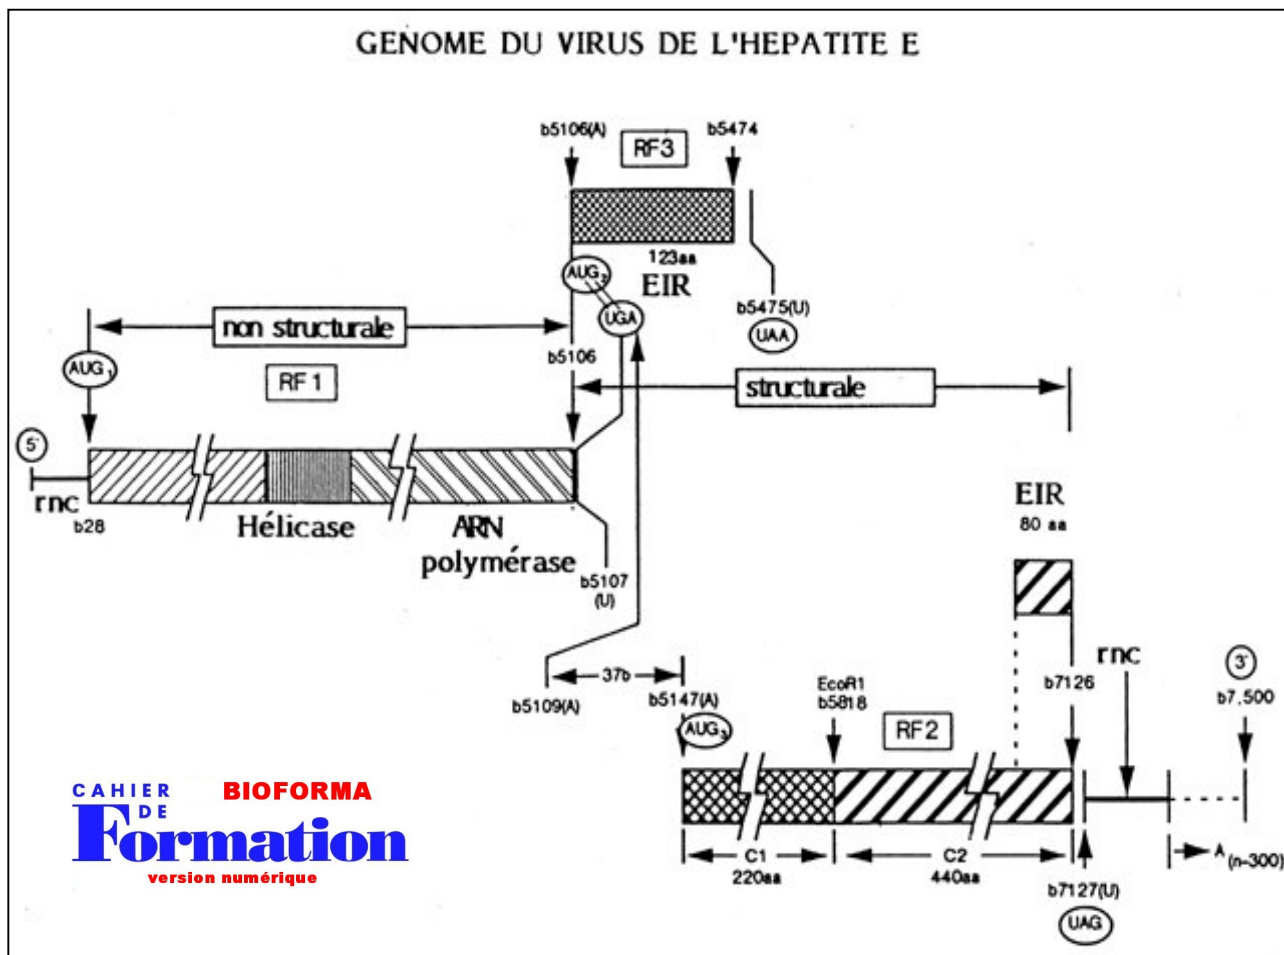 GENOME DU VIRUS DE L'HEPATITE E
b5106(A)
RF3
b5474
123aa
EIR
AUG2
UGA
b5475(U)
UAA
non structurale
AUG1
RF1
b5106
structurale
5'
rnc
b28
Hélicase
ARN
polymérase
b5107
(U)
EIR
80 aa
37b
b5109(A)
b5147(A)
AUG3
EcoR1
b5818
RF2
b7126
rnc
3'
b7,500
C1
220aa
C2
440aa
A(n=300)
b7127(U)
UAG
CAHIER
DE
Formation
BIOFORMA
version numérique